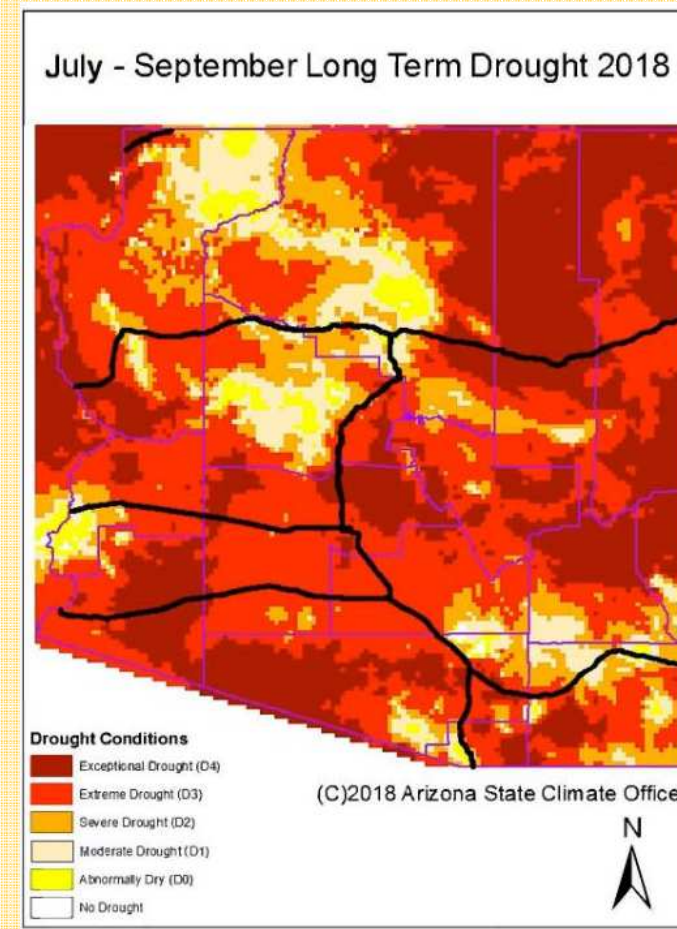 July - September Long Term Drought 2018
Drought Conditions
Exceptional Drought (D4)
Extreme Drought (D3)
Severe Drought (D2)
Moderate Drought (D1)
Abnormally Dry (D0)
No Drought
(C)2018 Arizona State Climate Office
N